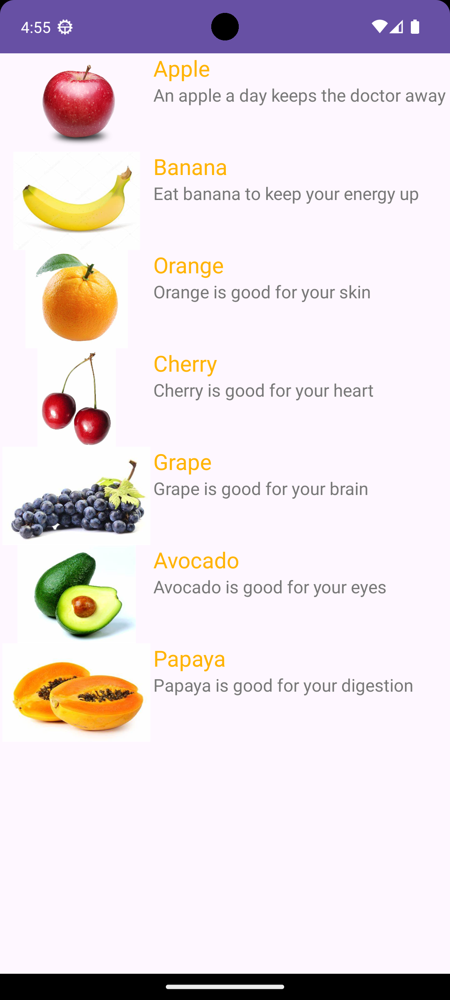 4:55
Apple
An apple a day keeps the doctor away
Banana
Eat banana to keep your energy up
Orange
Orange is good for your skin
Cherry
Cherry is good for your heart
Grape
Grape is good for your brain
Avocado
Avocado is good for your eyes
Papaya
Papaya is good for your digestion